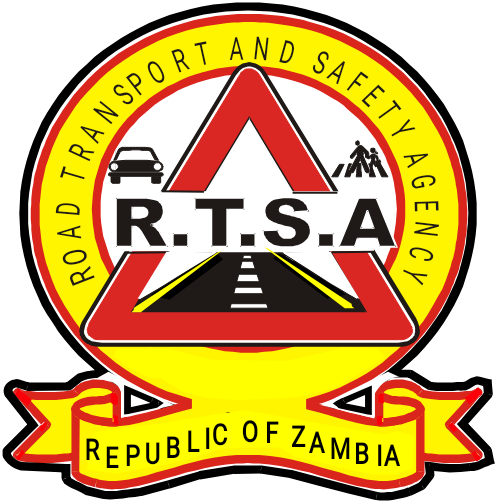 ROAD TRANSPORT AND SAFETY AGENCY
R.T.S.A
REPUBLIC OF ZAMBIA